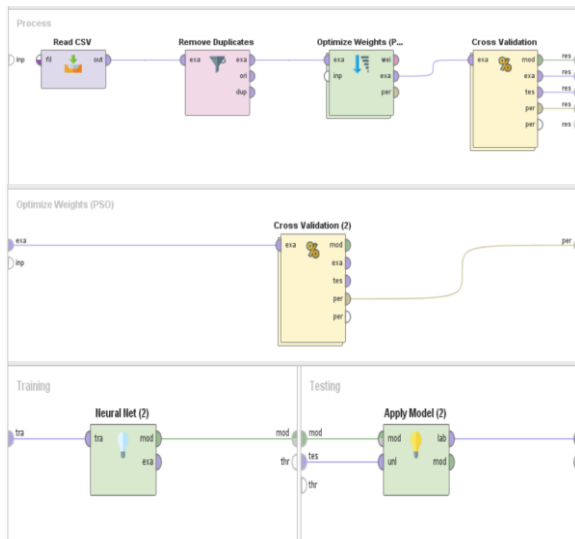 Process
Read CSV
Remove Duplicates
Optimize Weights (P...
Cross Validation
inp fil out exa exa exa wei exa mod res
ori inp exa exa res
dup per tes res
per res
per res
Optimize Weights (PSO)
Cross Validation (2)
exa exa mod per
inp exa
tes
per
per
Training
Testing
Neural Net (2)
Apply Model (2)
tra tra mod mod mod mod lab
exa thr tes unl mod
thr